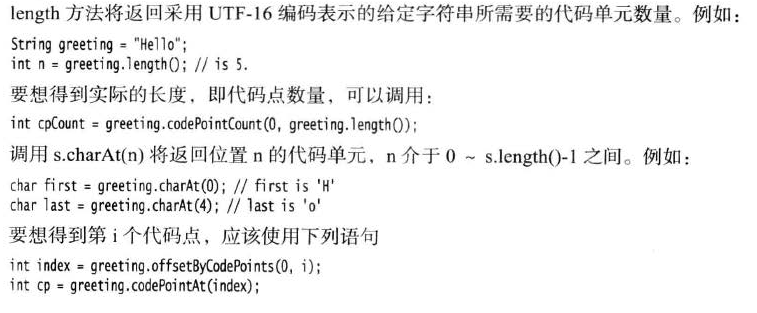 length 方法将返回采用 UTF-16 编码表示的给定字符串所需要的代码单元数量。例如：
String greeting = "Hello";
int n = greeting.length(); // is 5.
要想得到实际的长度，即代码点数量，可以调用：
int cpCount = greeting.codePointCount(0, greeting.length());
调用 s.charAt(n) 将返回位置 n 的代码单元，n 介于 0 ~ s.length()-1 之间。例如：
char first = greeting.charAt(0); // first is 'H'
char last = greeting.charAt(4); // last is 'o'
要想得到第 i 个代码点，应该使用下列语句
int index = greeting.offsetByCodePoints(0, i);
int cp = greeting.codePointAt(index);